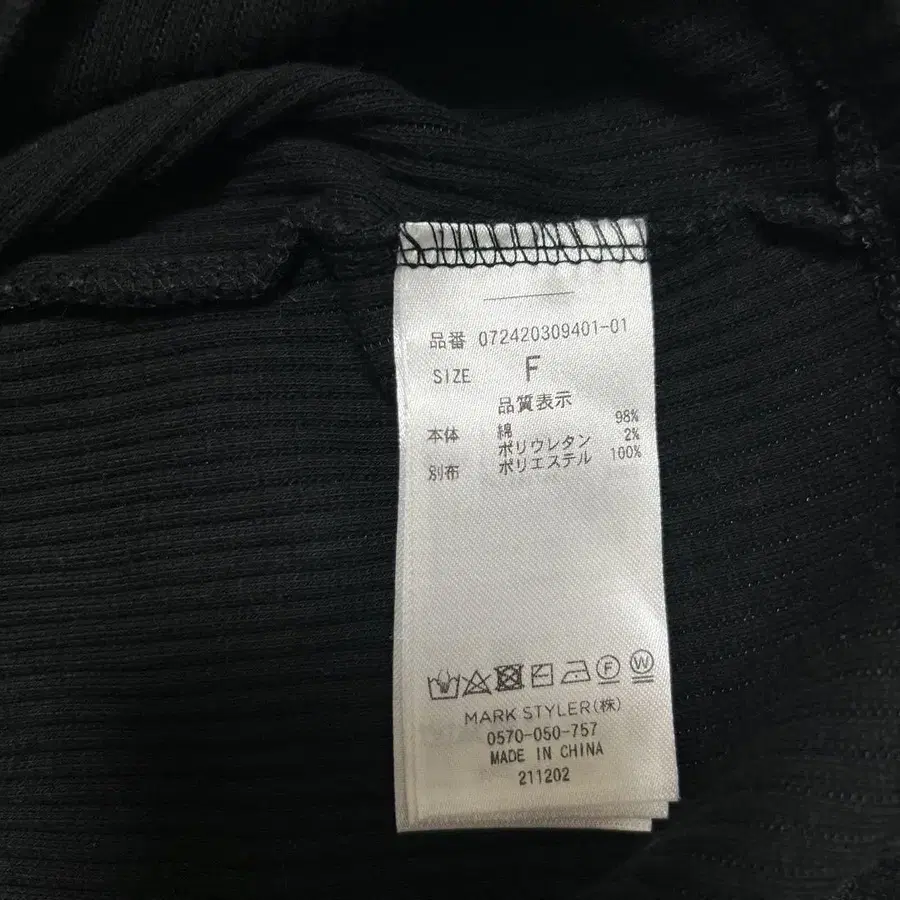 品番 072420309401-01
SIZE F
品質表示
本体 綿 98%
ポリウレタン 2%
別布 ポリエステル 100%
F W
MARK STYLER(株)
0570-050-757
MADE IN CHINA
211202